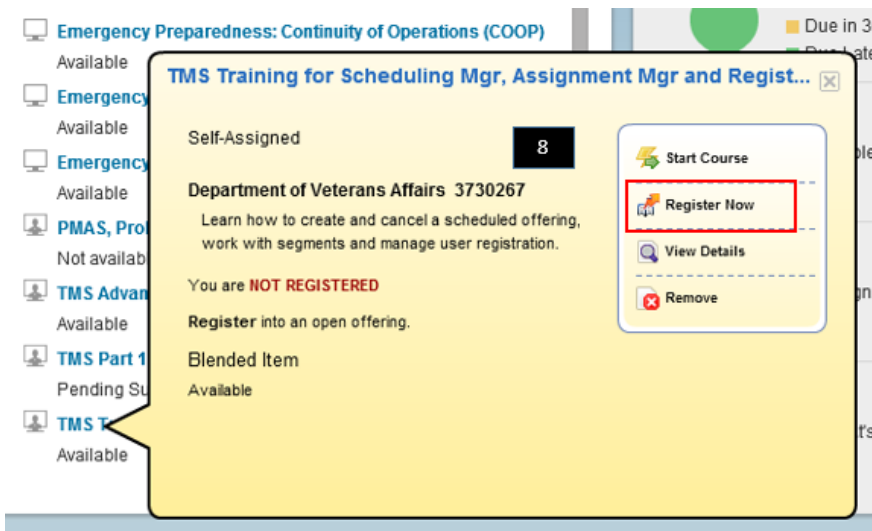 Emergency Preparedness: Continuity of Operations (COOP)
Available
Emergency
Available
Emergency
Available
PMAS, Prof
Not availab
TMS Advan
Available
TMS Part 1
Pending Su
TMS T
Available
TMS Training for Scheduling Mgr, Assignment Mgr and Regist...
Self-Assigned
8
Department of Veterans Affairs 3730267
Learn how to create and cancel a scheduled offering,
work with segments and manage user registration.
You are NOT REGISTERED
Register into an open offering.
Blended Item
Available
Start Course
Register Now
View Details
Remove
Due in 3